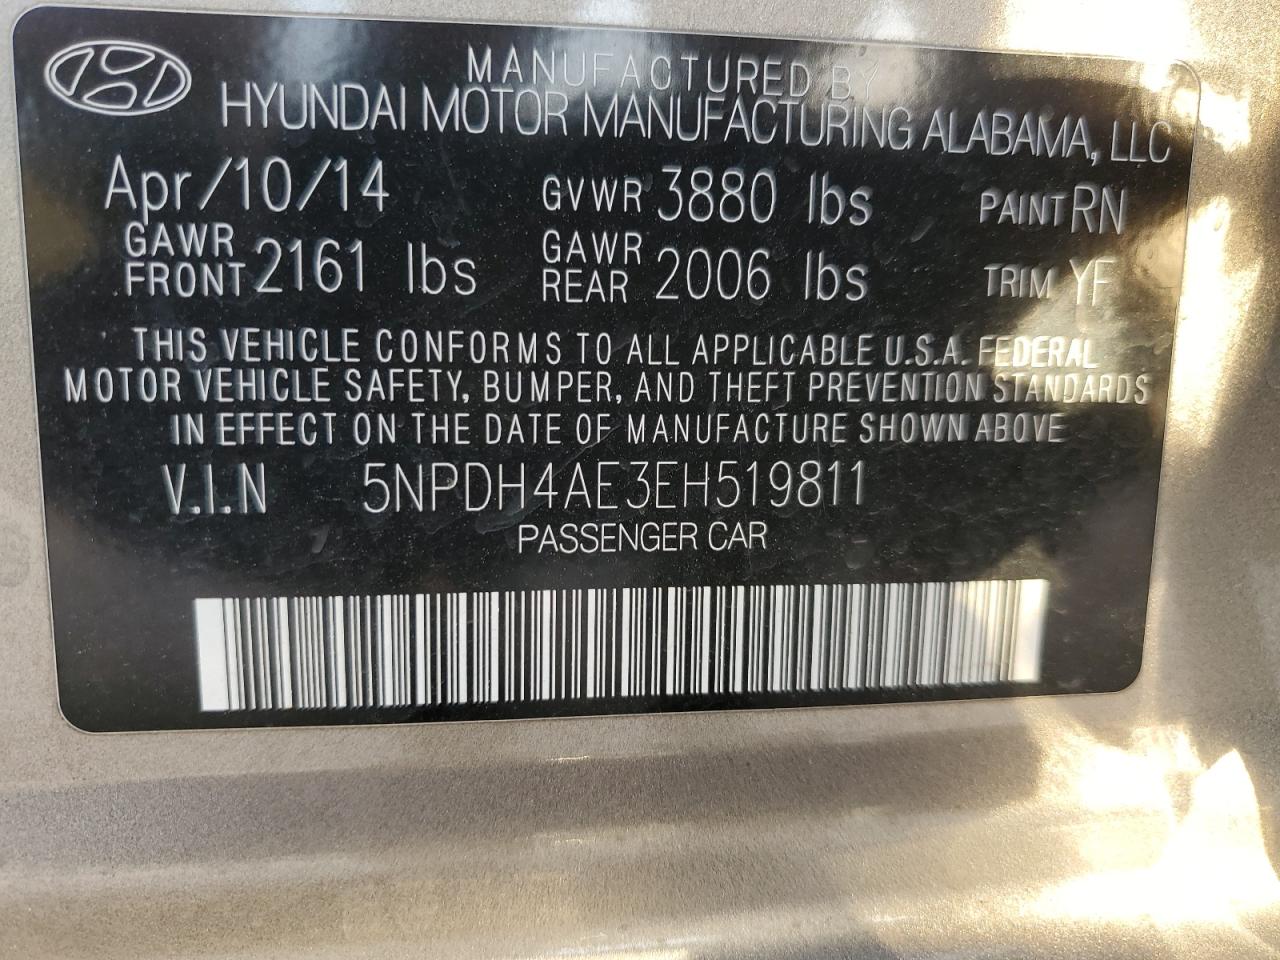 MANUFACTURED BY
HYUNDAI MOTOR MANUFACTURING ALABAMA, LLC
Apr/10/14 GVWR 3880 lbs PAINT RN
GAWR FRONT 2161 lbs GAWR REAR 2006 lbs TRIM YF
THIS VEHICLE CONFORMS TO ALL APPLICABLE U.S.A. FEDERAL
MOTOR VEHICLE SAFETY, BUMPER, AND THEFT PREVENTION STANDARDS
IN EFFECT ON THE DATE OF MANUFACTURE SHOWN ABOVE
V.I.N 5NPDH4AE3EH519811
PASSENGER CAR